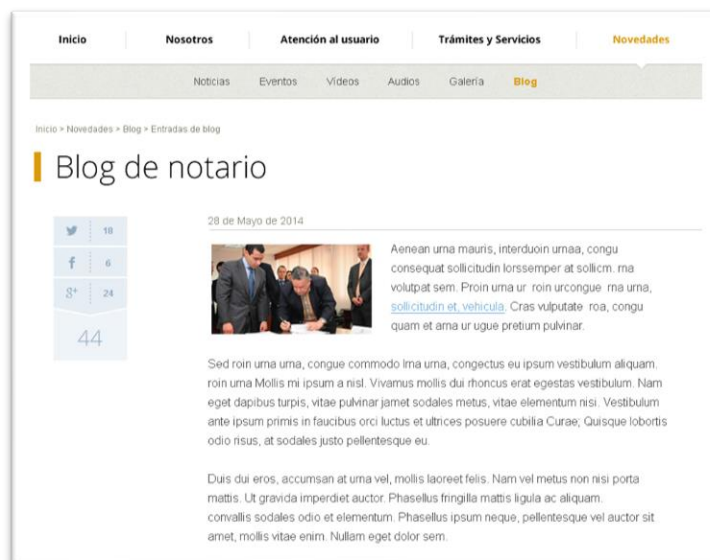 Inicio Nosotros Atención al usuario Trámites y Servicios Novedades
Noticias Eventos Vídeos Audios Galería Blog
Inicio > Novedades > Blog > Entradas de blog
Blog de notario
18
6
24
44
28 de Mayo de 2014
Aenean urna mauris, interduoin urnaa, congu
consequat sollicitudin lorssemper at sollicm. rna
volutpat sem. Proin urna ur roin urcongue rna urna,
sollicitudin et, vehicula. Cras vulputate roa, congu
quam et ama ur ugue pretium pulvinar.
Sed roin urna urna, congue commodo lma urna, congectus eu ipsum vestibulum aliquam.
roin urna Mollis mi ipsum a nisl. Vivamus mollis dui rhoncus erat egestas vestibulum. Nam
eget dapibus turpis, vitae pulvinar jamet sodales metus, vitae elementum nisi. Vestibulum
ante ipsum primis in faucibus orci luctus et ultrices posuere cubilia Curae; Quisque lobortis
odio risus, at sodales justo pellentesque eu.
Duis dui eros, accumsan at urna vel, mollis laoreet felis. Nam vel metus non nisi porta
mattis. Ut gravida imperdiet auctor. Phasellus fringilla mattis ligula ac aliquam.
convallis sodales odio et elementum. Phasellus ipsum neque, pellentesque vel auctor sit
amet, mollis vitae enim. Nullam eget dolor sem.